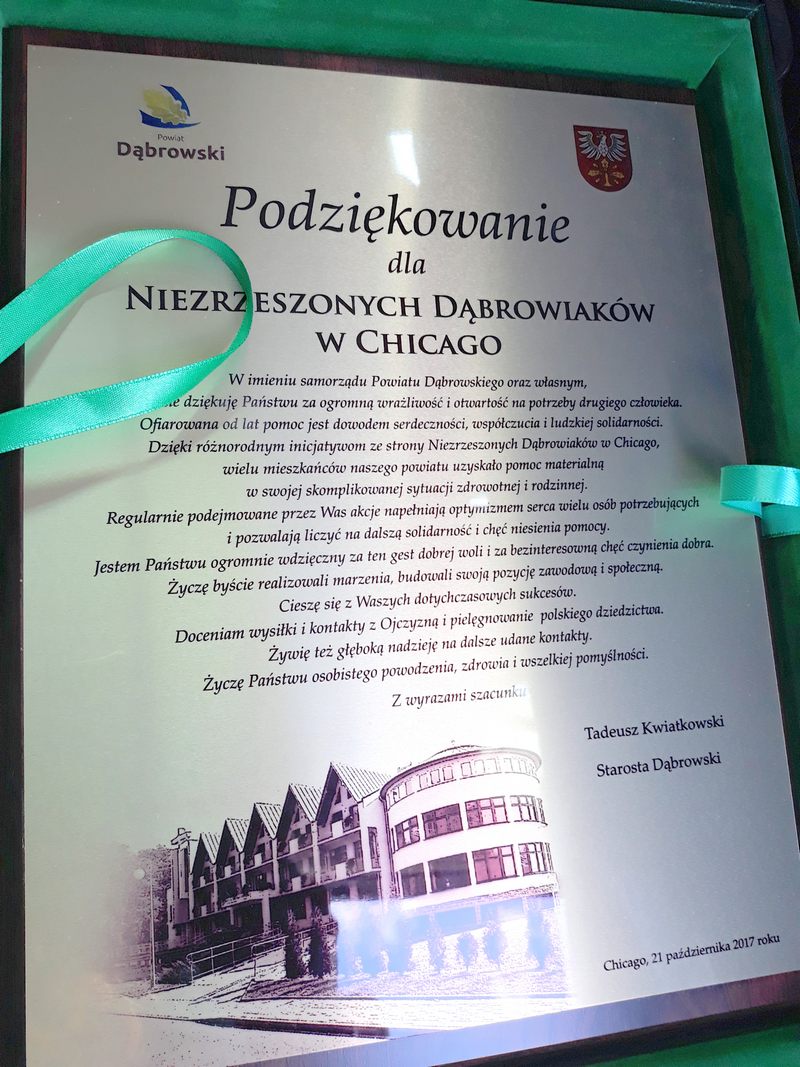 Powiat
Dąbrowski
Podziękowanie
dla
NIEZRZESZONYCH DĄBROWIAKÓW
W CHICAGO
W imieniu samorządu Powiatu Dąbrowskiego oraz własnym,
dziękuję Państwu za ogromną wrażliwość i otwartość na potrzeby drugiego człowieka.
Ofiarowana od lat pomoc jest dowodem serdeczności, współczucia i ludzkiej solidarności.
Dzięki różnorodnym inicjatywom ze strony Niezrzeszonych Dąbrowiaków w Chicago,
wielu mieszkańców naszego powiatu uzyskało pomoc materialną
w swojej skomplikowanej sytuacji zdrowotnej i rodzinnej.
Regularnie podejmowane przez Was akcje napełniają optymizmem serca wielu osób potrzebujących
i pozwalają liczyć na dalszą solidarność i chęć niesienia pomocy.
Jestem Państwu ogromnie wdzięczny za ten gest dobrej woli i za bezinteresowną chęć czynienia dobra.
Życzę byście realizowali marzenia, budowali swoją pozycję zawodową i społeczną.
Cieszę się z Waszych dotychczasowych sukcesów.
Doceniam wysiłki i kontakty z Ojczyzną i pielęgnowanie polskiego dziedzictwa.
Żywię też głęboką nadzieję na dalsze udane kontakty.
Życzę Państwu osobistego powodzenia, zdrowia i wszelkiej pomyślności.
Z wyrazami szacunku
Tadeusz Kwiatkowski
Starosta Dąbrowski
Chicago, 21 października 2017 roku